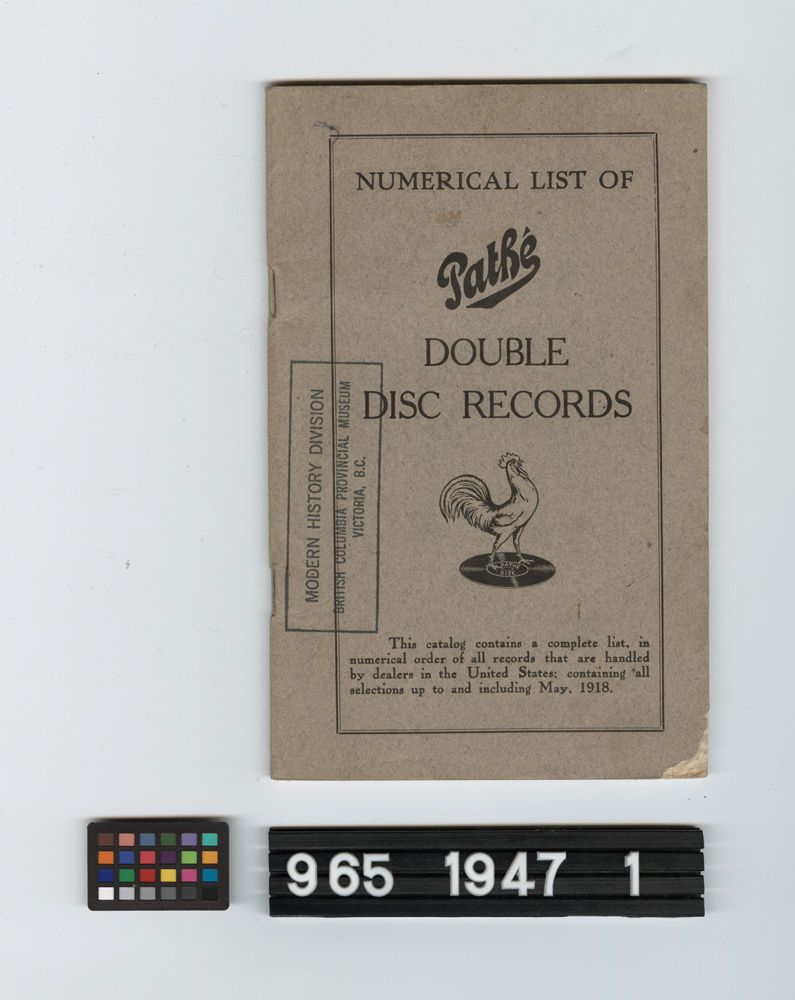 NUMERICAL LIST OF
Pathé
DOUBLE
DISC RECORDS
MODERN HISTORY DIVISION
BRITISH COLUMBIA PROVINCIAL MUSEUM
VICTORIA, B.C.
PATHÉ
DISC
This catalog contains a complete list, in
numerical order of all records that are handled
by dealers in the United States; containing all
selections up to and including May, 1918.
965 1947 1